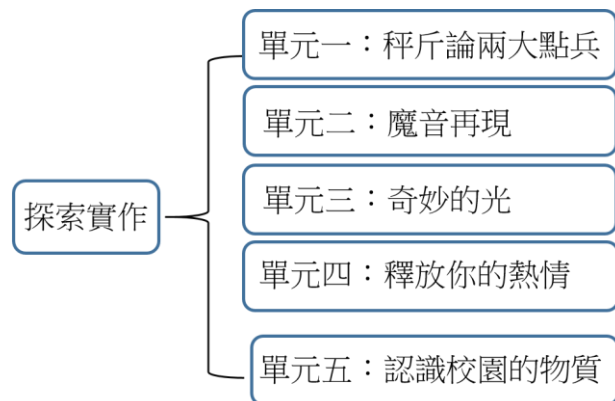 探索實作
單元一：秤斤論兩大點兵
單元二：魔音再現
單元三：奇妙的光
單元四：釋放你的熱情
單元五：認識校園的物質